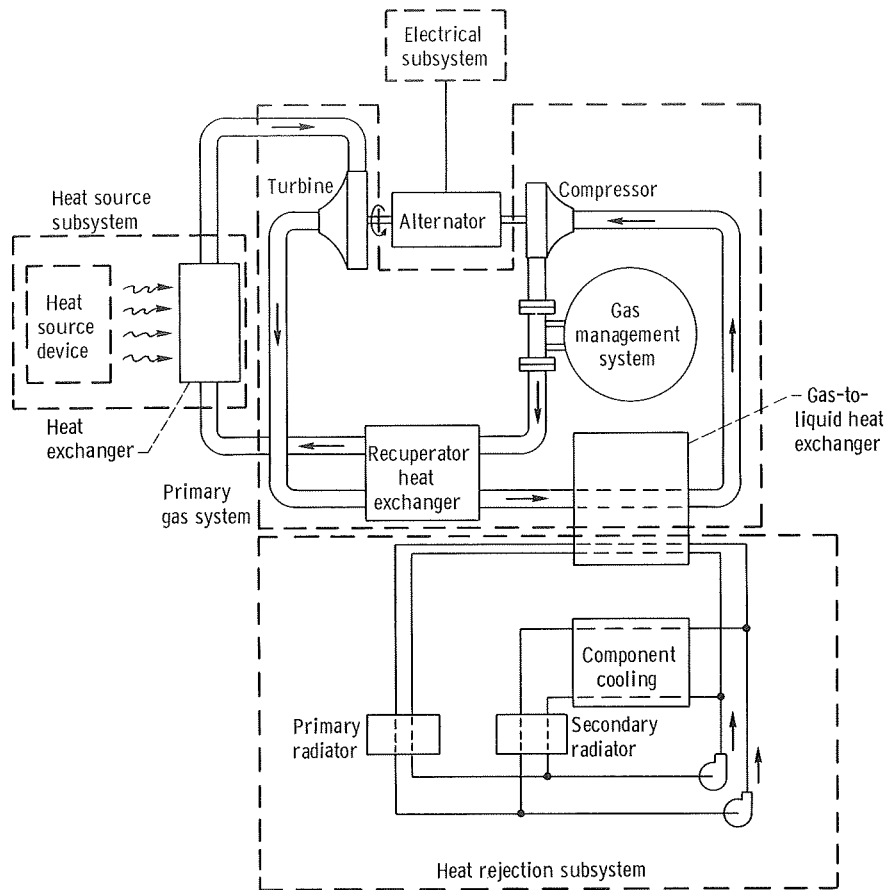 Electrical
subsystem
Turbine
Compressor
Alternator
Heat source
subsystem
Heat
source
device
Gas
management
system
Heat
exchanger
Gas-to-
liquid heat
exchanger
Recuperator
heat
exchanger
Primary
gas system
Component
cooling
Primary
radiator
Secondary
radiator
Heat rejection subsystem